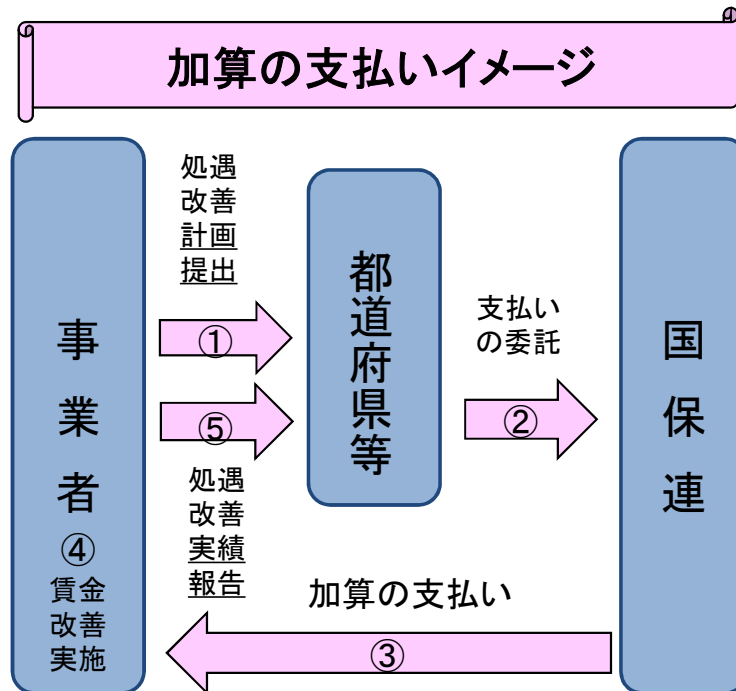 加算の支払いイメージ
処遇
改善
計画
提出
①
⑤
処遇
改善
実績
報告
事業者
④
賃金
改善
実施
都道府県等
支払い
の委託
②
国保連
加算の支払い
③